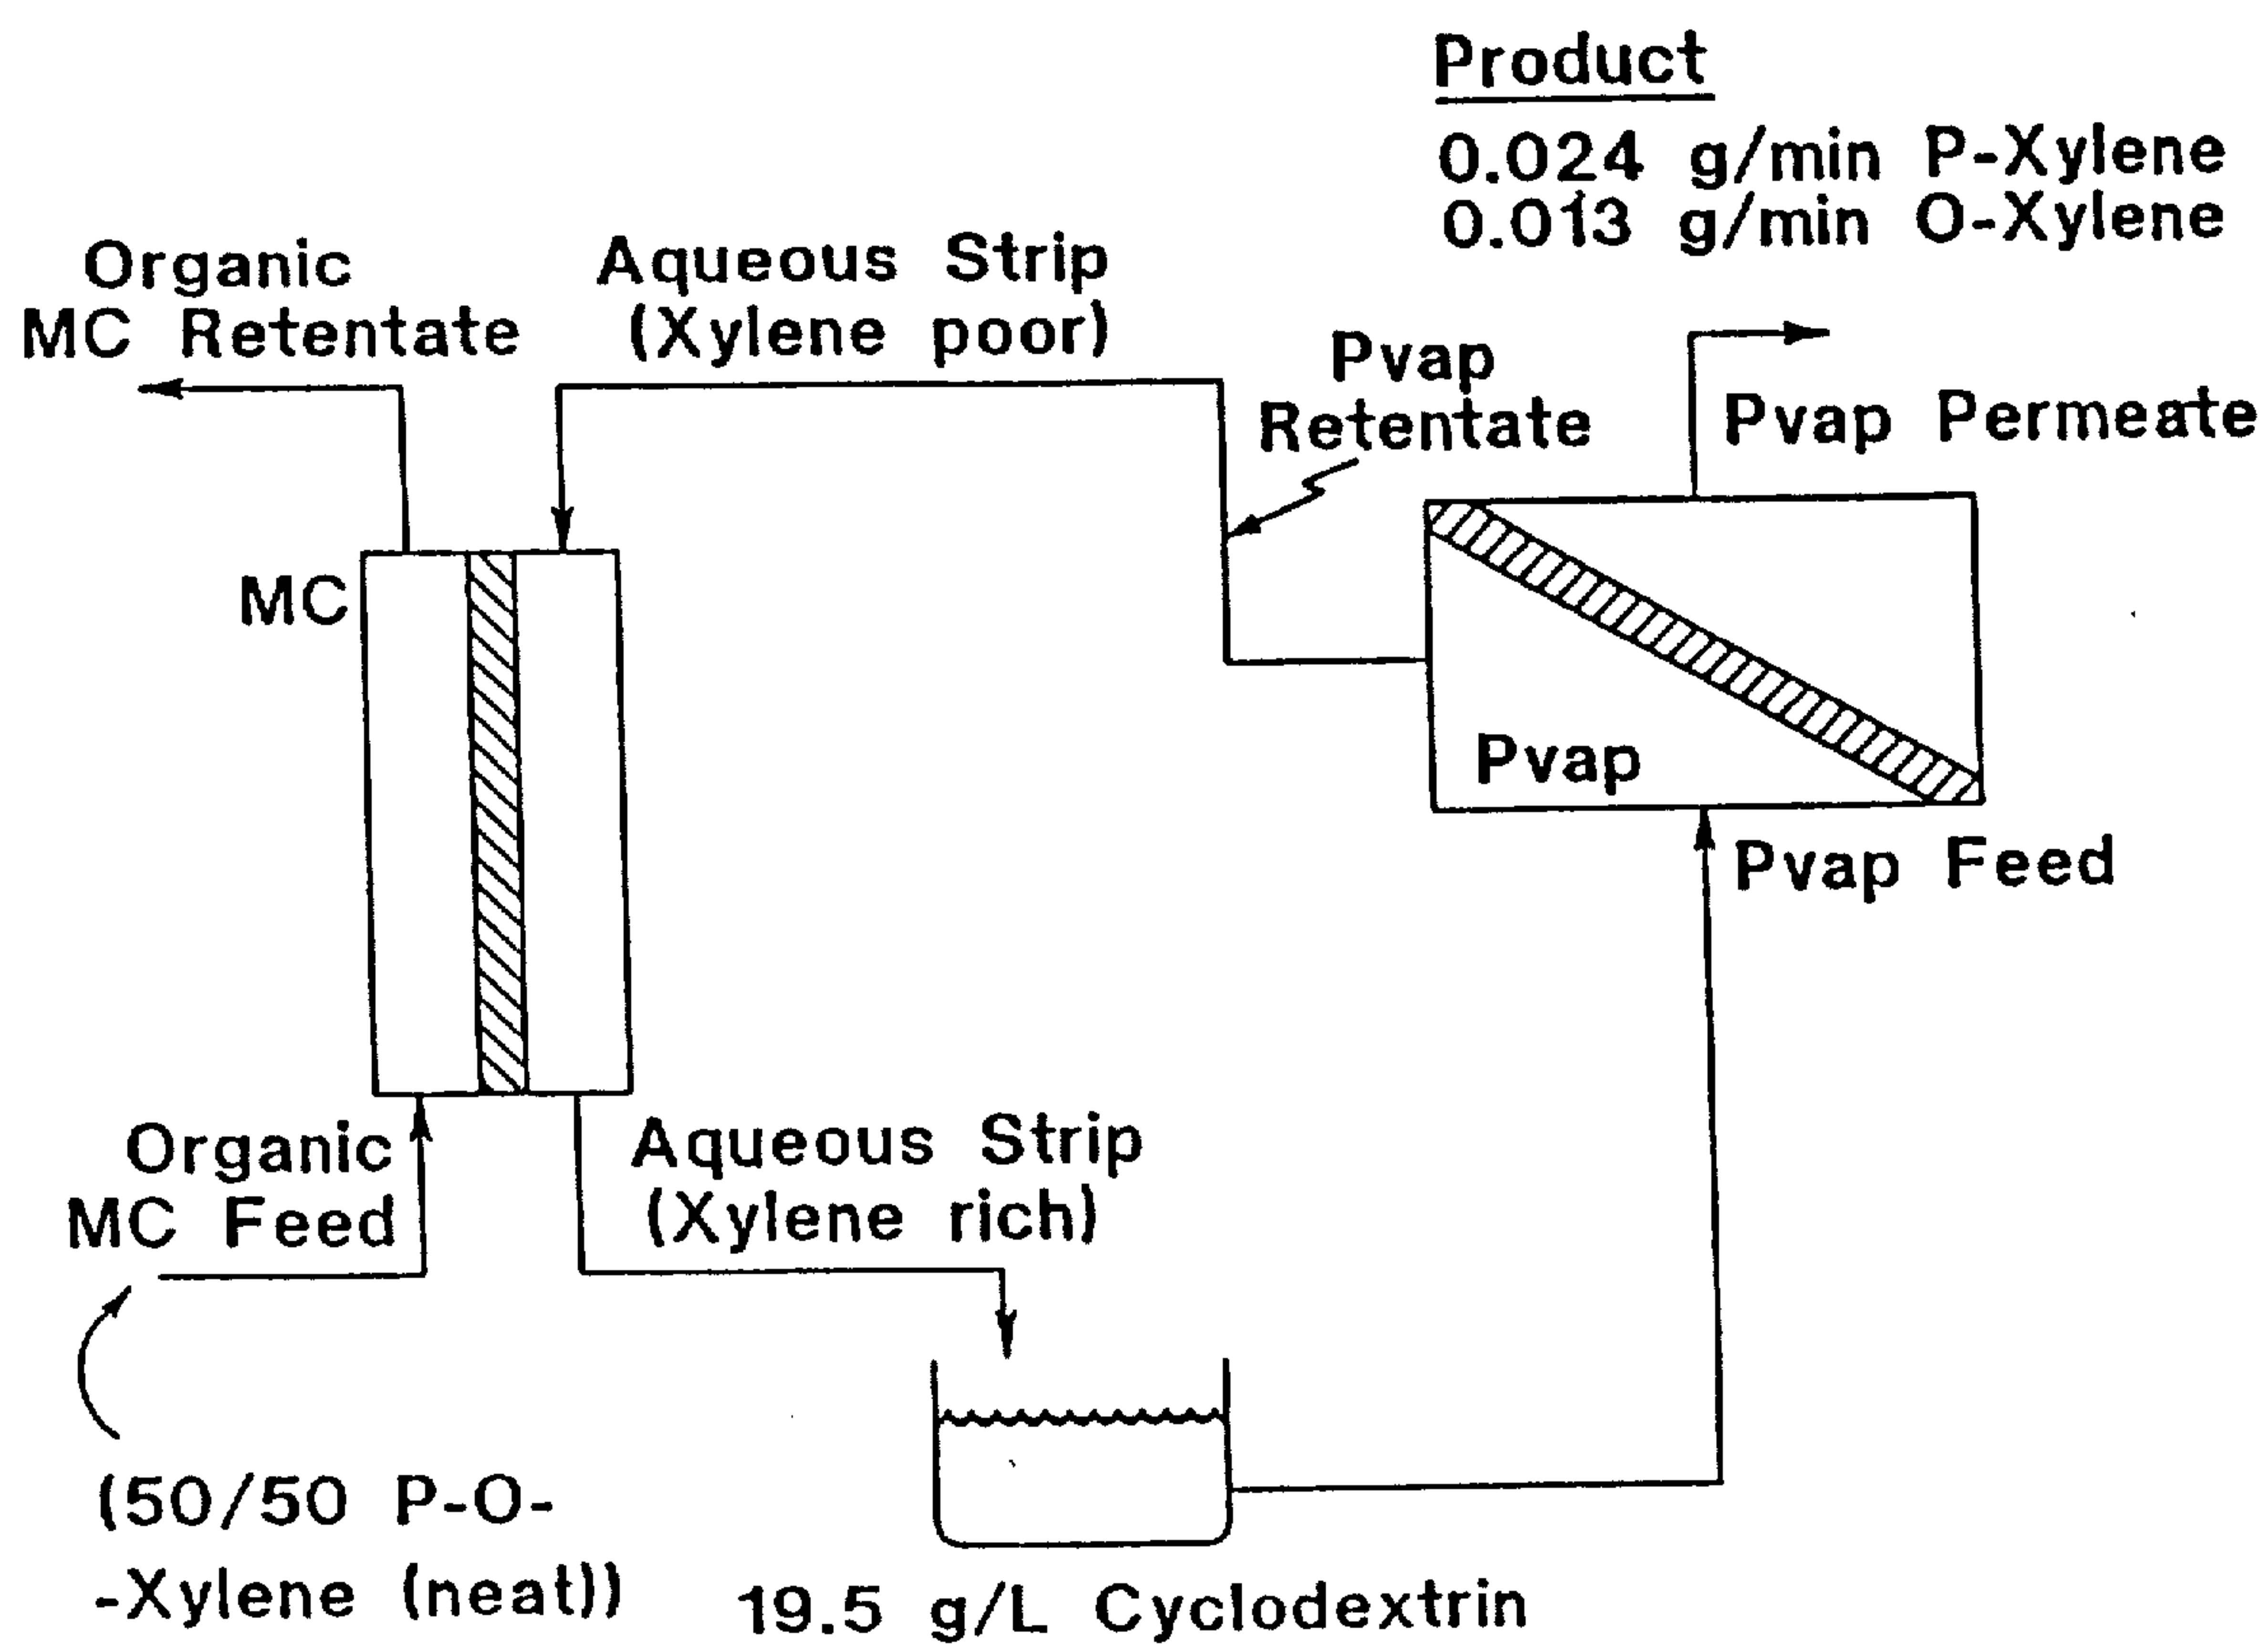 Product
0.024 g/min P-Xylene
0.013 g/min O-Xylene
Organic
MC Retentate
Aqueous Strip
(Xylene poor)
Pvap
Retentate
Pvap Permeate
MC
Pvap
Pvap Feed
Organic
MC Feed
Aqueous Strip
(Xylene rich)
(50/50 P-O-
-Xylene (neat))
19.5 g/L Cyclodextrin